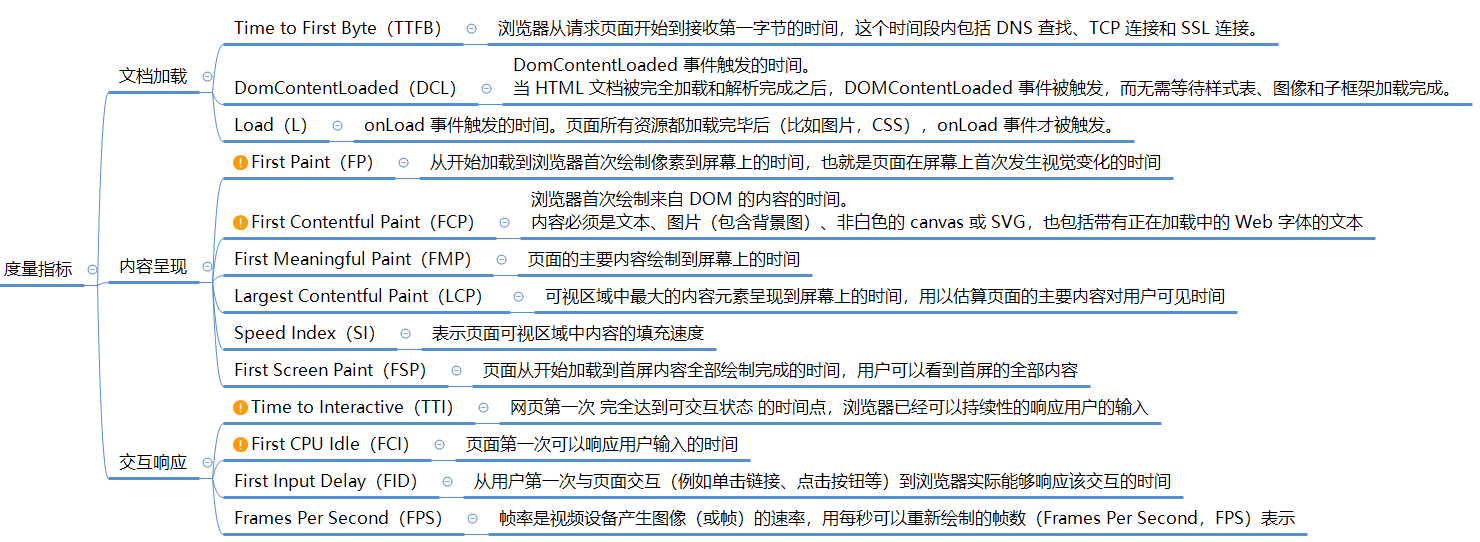 度量指标
文档加载
Time to First Byte（TTFB）
浏览器从请求页面开始到接收第一字节的时间，这个时间段内包括 DNS 查找、TCP 连接和 SSL 连接。
DomContentLoaded（DCL）
DomContentLoaded 事件触发的时间。
当 HTML 文档被完全加载和解析完成之后，DOMContentLoaded 事件被触发，而无需等待样式表、图像和子框架加载完成。
Load（L）
onLoad 事件触发的时间。页面所有资源都加载完毕后（比如图片，CSS），onLoad 事件才被触发。
内容呈现
First Paint（FP）
从开始加载到浏览器首次绘制像素到屏幕上的时间，也就是页面在屏幕上首次发生视觉变化的时间
First Contentful Paint（FCP）
浏览器首次绘制来自 DOM 的内容的时间。
内容必须是文本、图片（包含背景图）、非白色的 canvas 或 SVG，也包括带有正在加载中的 Web 字体的文本
First Meaningful Paint（FMP）
页面的主要内容绘制到屏幕上的时间
Largest Contentful Paint（LCP）
可视区域中最大的内容元素呈现到屏幕上的时间，用以估算页面的主要内容对用户可见时间
Speed Index（SI）
表示页面可视区域中内容的填充速度
First Screen Paint（FSP）
页面从开始加载到首屏内容全部绘制完成的时间，用户可以看到首屏的全部内容
交互响应
Time to Interactive（TTI）
网页第一次 完全达到可交互状态 的时间点，浏览器已经可以持续性的响应用户的输入
First CPU Idle（FCI）
页面第一次可以响应用户输入的时间
First Input Delay（FID）
从用户第一次与页面交互（例如单击链接、点击按钮等）到浏览器实际能够响应该交互的时间
Frames Per Second（FPS）
帧率是视频设备产生图像（或帧）的速率，用每秒可以重新绘制的帧数（Frames Per Second，FPS）表示